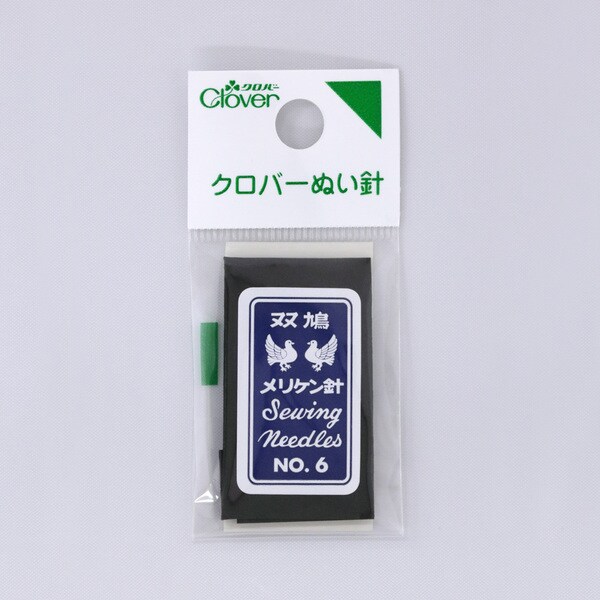 クロバー
Clover
クロバーぬい針
双鳩
メリケン針
Sewing
Needles
NO. 6